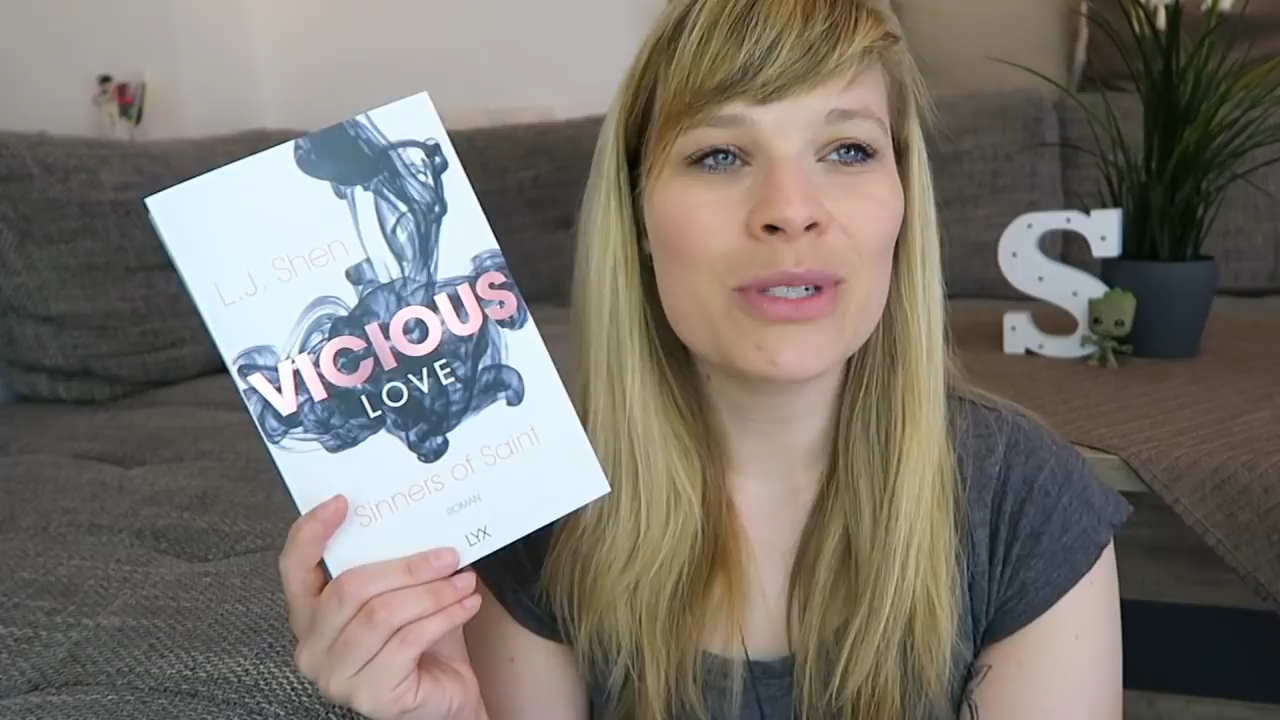 L.J. Shen
VICIOUS
LOVE
Sinners of Saint
ROMAN
LYX
S